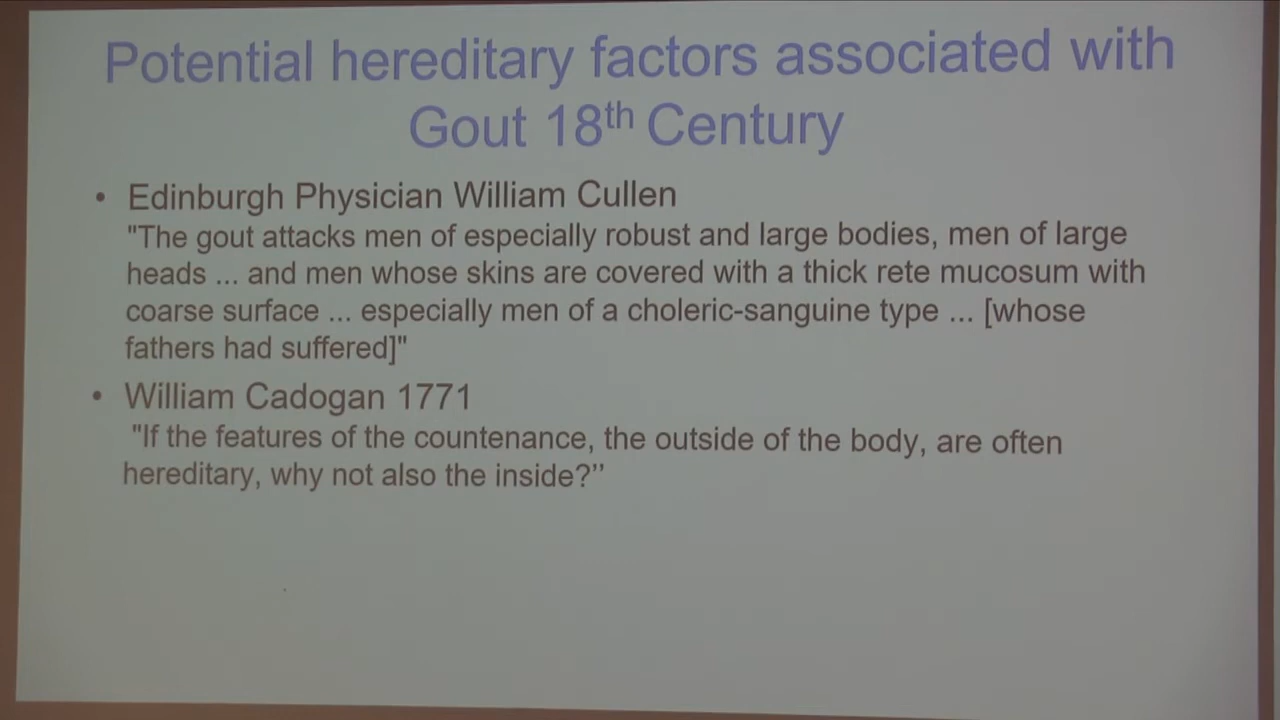 Potential hereditary factors associated with
Gout 18th Century
• Edinburgh Physician William Cullen
"The gout attacks men of especially robust and large bodies, men of large
heads ... and men whose skins are covered with a thick rete mucosum with
coarse surface ... especially men of a choleric-sanguine type ... [whose
fathers had suffered]"
• William Cadogan 1771
"If the features of the countenance, the outside of the body, are often
hereditary, why not also the inside?’’